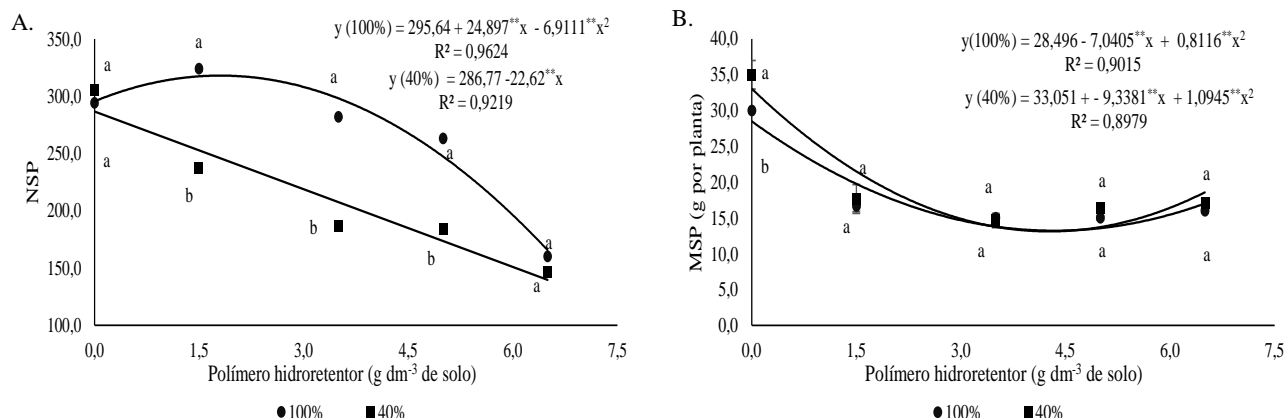 A.
y (100%) = 295,64 + 24,897**x - 6,9111**x²
R² = 0,9624
y (40%) = 286,77 -22,62**x
R² = 0,9219
NSP
350,0
300,0
250,0
200,0
150,0
100,0
a
a
a
a
a
a
b
b
b
a
0,0
1,5
3,0
4,5
6,0
7,5
Polímero hidroretentor (g dm-³ de solo)
100%
40%
B.
y(100%) = 28,496 - 7,0405**x + 0,8116**x²
R² = 0,9015
y (40%) = 33,051 + - 9,3381**x + 1,0945**x²
R² = 0,8979
MSP (g por planta)
40,0
35,0
30,0
25,0
20,0
15,0
10,0
5,0
0,0
a
a
a
a
a
b
a
a
a
a
0,0
1,5
3,0
4,5
6,0
7,5
Polímero hidroretentor (g dm-³ de solo)
100%
40%